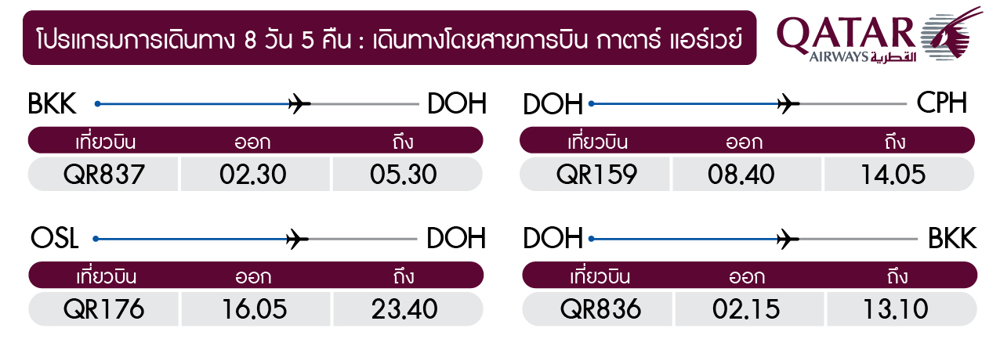 โปรแกรมการเดินทาง 8 วัน 5 คืน : เดินทางโดยสายการบิน กาตาร์ แอร์เวย์
QATAR
AIRWAYS القطرية
BKK DOH
เที่ยวบิน ออก ถึง
QR837 02.30 05.30
DOH CPH
เที่ยวบิน ออก ถึง
QR159 08.40 14.05
OSL DOH
เที่ยวบิน ออก ถึง
QR176 16.05 23.40
DOH BKK
เที่ยวบิน ออก ถึง
QR836 02.15 13.10